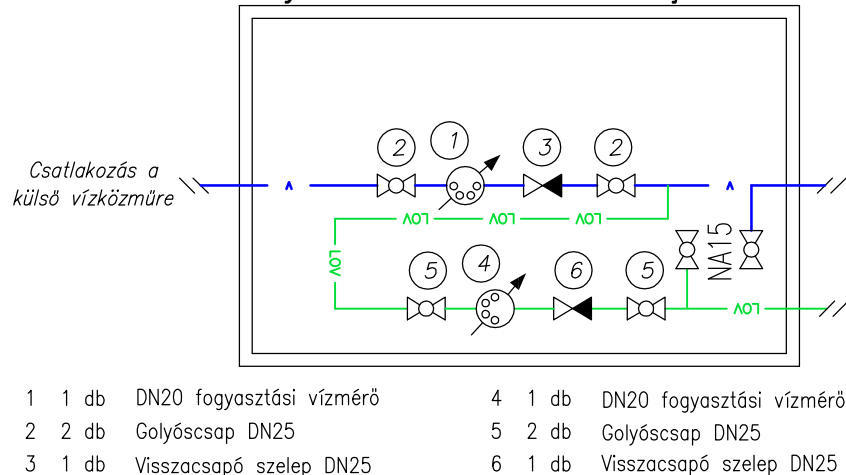 2 1 3 2
Csatlakozás a
külső vízközműre
V V
LOV LOV LOV
LOV
NA15
5 4 6 5
LOV
1 1 db DN20 fogyasztási vízmérő
2 2 db Golyóscsap DN25
3 1 db Visszacsapó szelep DN25
4 1 db DN20 fogyasztási vízmérő
5 2 db Golyóscsap DN25
6 1 db Visszacsapó szelep DN25